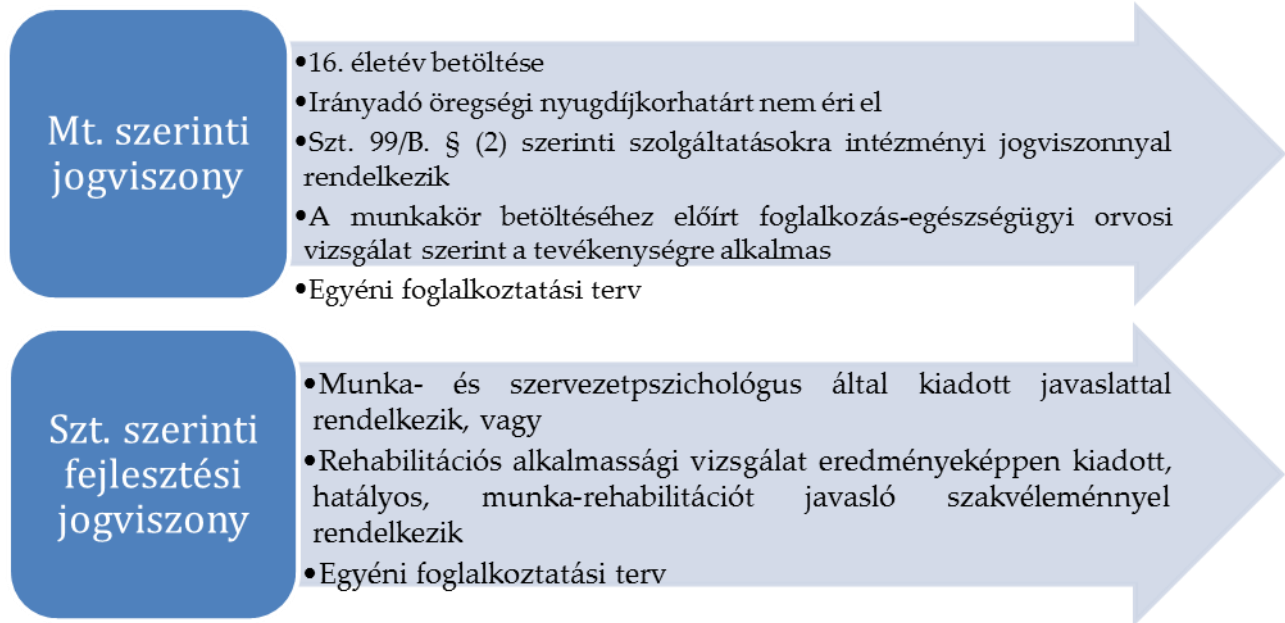 Mt. szerinti
jogviszony
•16. életév betöltése
•Irányadó öregségi nyugdíjkorhatárt nem éri el
•Szt. 99/B. § (2) szerinti szolgáltatásokra intézményi jogviszonnyal
rendelkezik
•A munkakör betöltéséhez előírt foglalkozás-egészségügyi orvosi
vizsgálat szerint a tevékenységre alkalmas
•Egyéni foglalkoztatási terv
Szt. szerinti
fejlesztési
jogviszony
•Munka- és szervezetpszichológus által kiadott javaslattal
rendelkezik, vagy
•Rehabilitációs alkalmassági vizsgálat eredményeképpen kiadott,
hatályos, munka-rehabilitációt javasló szakvéleménnyel
rendelkezik
•Egyéni foglalkoztatási terv